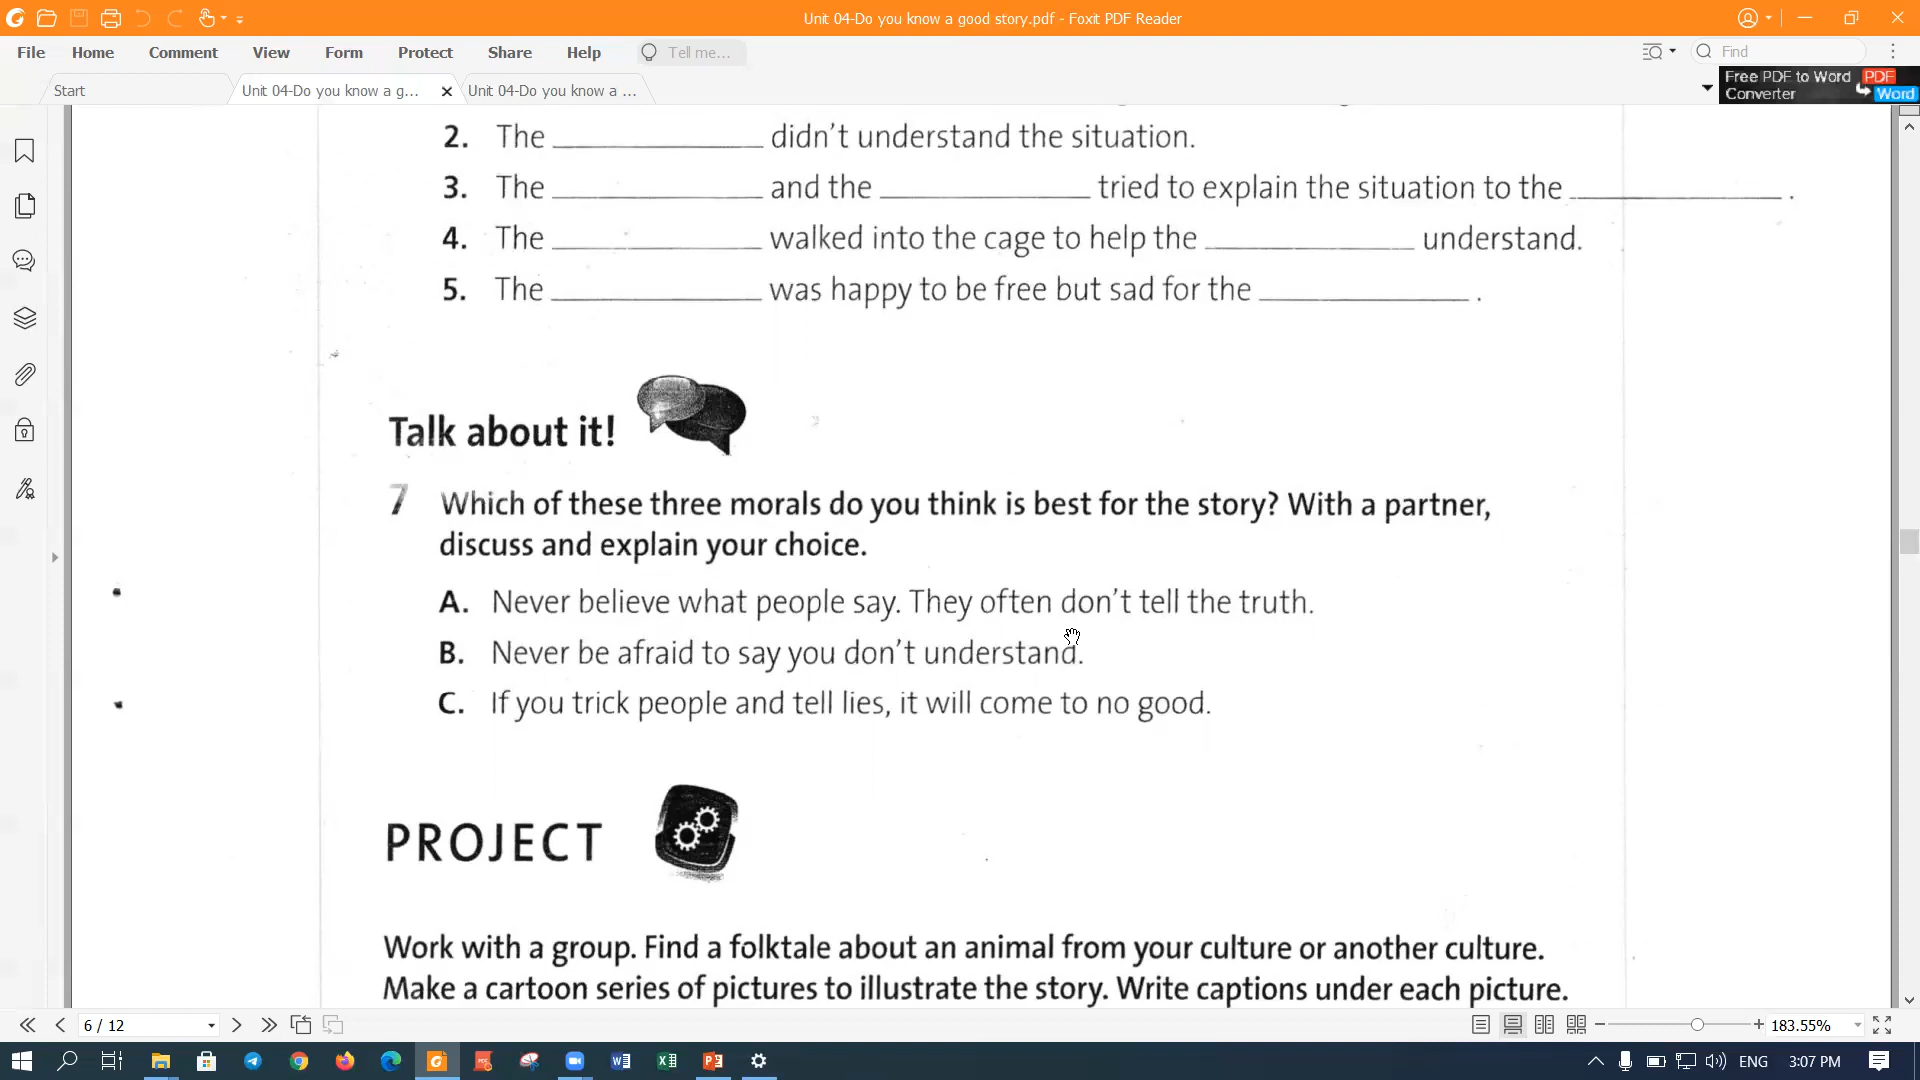 Unit 04-Do you know a good story.pdf - Foxit PDF Reader
File Home Comment View Form Protect Share Help Tell me... Find
Start Unit 04-Do you know a g... Unit 04-Do you know a ... Free PDF to Word Converter PDF Word
2. The ____________ didn't understand the situation.
3. The ____________ and the ____________ tried to explain the situation to the ____________ .
4. The ____________ walked into the cage to help the ____________ understand.
5. The ____________ was happy to be free but sad for the ____________ .
Talk about it!
7 Which of these three morals do you think is best for the story? With a partner,
discuss and explain your choice.
A. Never believe what people say. They often don't tell the truth.
B. Never be afraid to say you don't understand.
C. If you trick people and tell lies, it will come to no good.
PROJECT
Work with a group. Find a folktale about an animal from your culture or another culture.
Make a cartoon series of pictures to illustrate the story. Write captions under each picture.
6 / 12 183.55%
ENG 3:07 PM